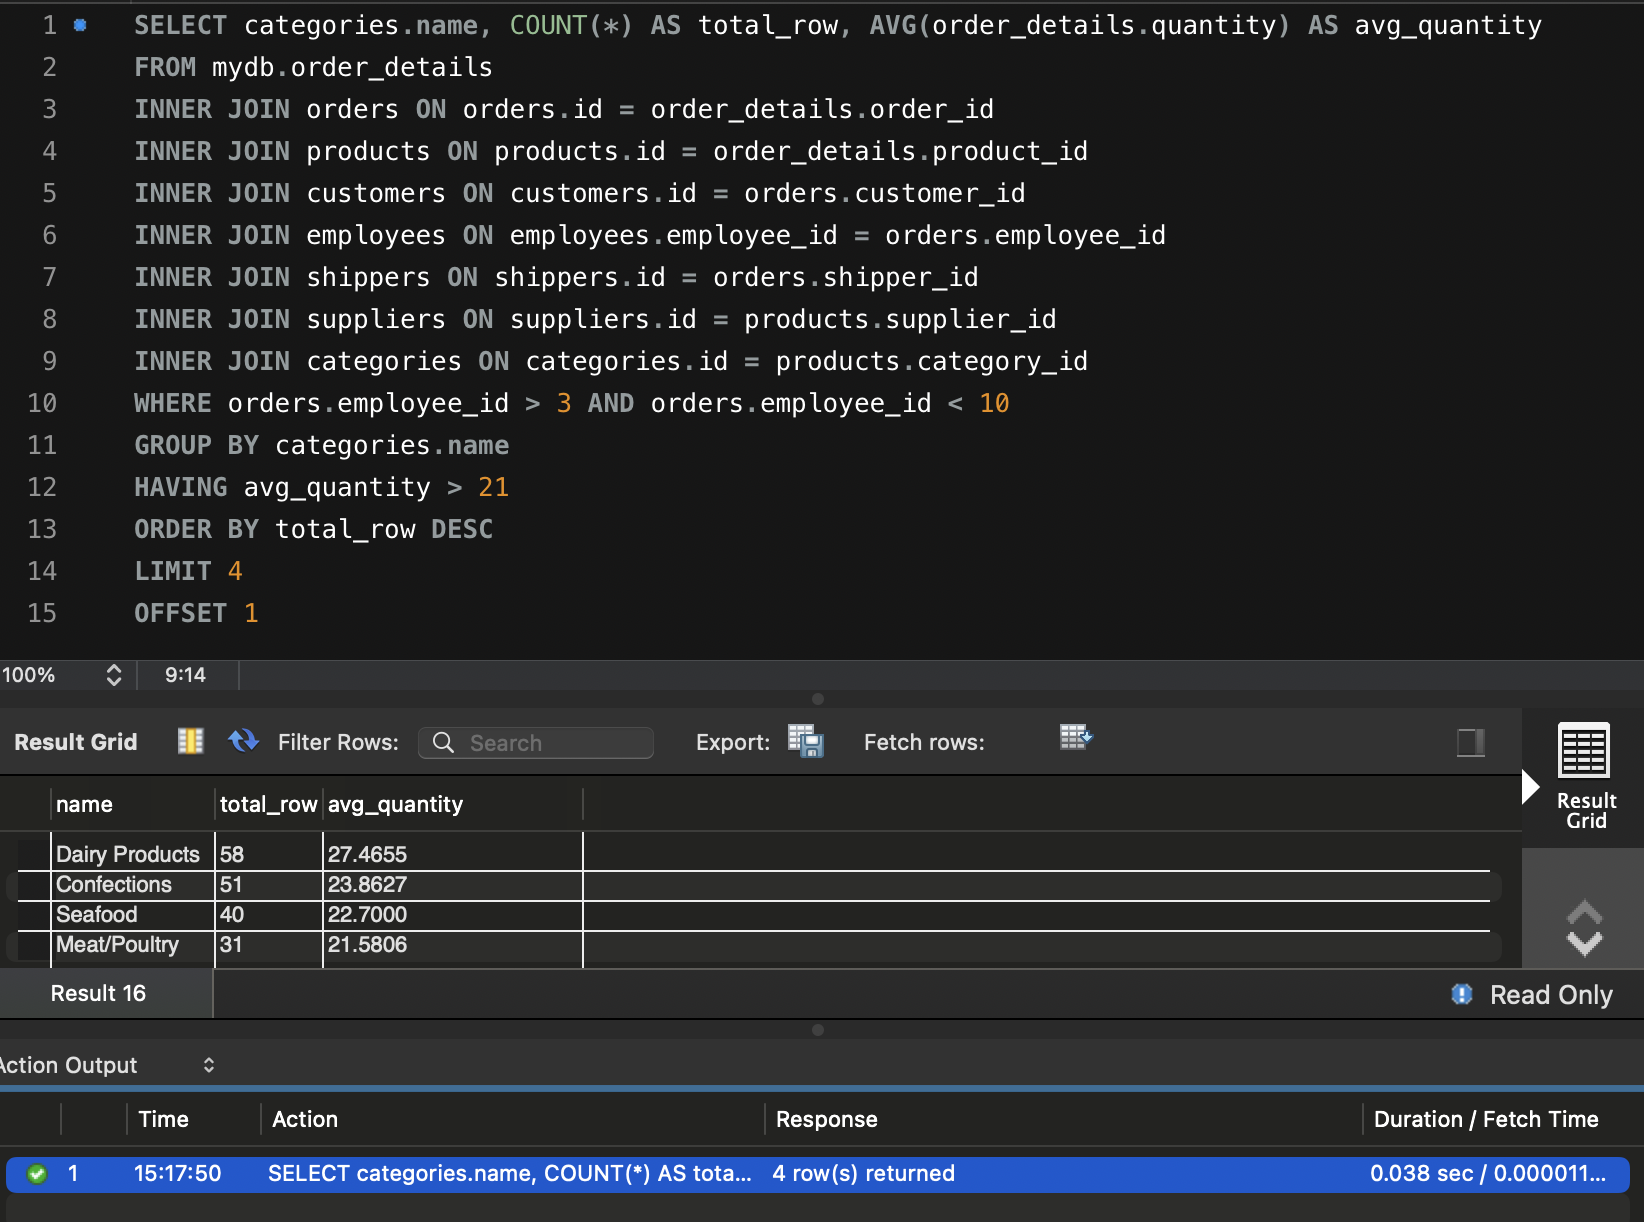 1 SELECT categories.name, COUNT(*) AS total_row, AVG(order_details.quantity) AS avg_quantity
2 FROM mydb.order_details
3 INNER JOIN orders ON orders.id = order_details.order_id
4 INNER JOIN products ON products.id = order_details.product_id
5 INNER JOIN customers ON customers.id = orders.customer_id
6 INNER JOIN employees ON employees.employee_id = orders.employee_id
7 INNER JOIN shippers ON shippers.id = orders.shipper_id
8 INNER JOIN suppliers ON suppliers.id = products.supplier_id
9 INNER JOIN categories ON categories.id = products.category_id
10 WHERE orders.employee_id > 3 AND orders.employee_id < 10
11 GROUP BY categories.name
12 HAVING avg_quantity > 21
13 ORDER BY total_row DESC
14 LIMIT 4
15 OFFSET 1
100% 9:14
Result Grid Filter Rows: Search Export: Fetch rows:
Result
Grid
name total_row avg_quantity
Dairy Products 58 27.4655
Confections 51 23.8627
Seafood 40 22.7000
Meat/Poultry 31 21.5806
Result 16 Read Only
Action Output
Time Action Response Duration / Fetch Time
1 15:17:50 SELECT categories.name, COUNT(*) AS tota... 4 row(s) returned 0.038 sec / 0.000011...